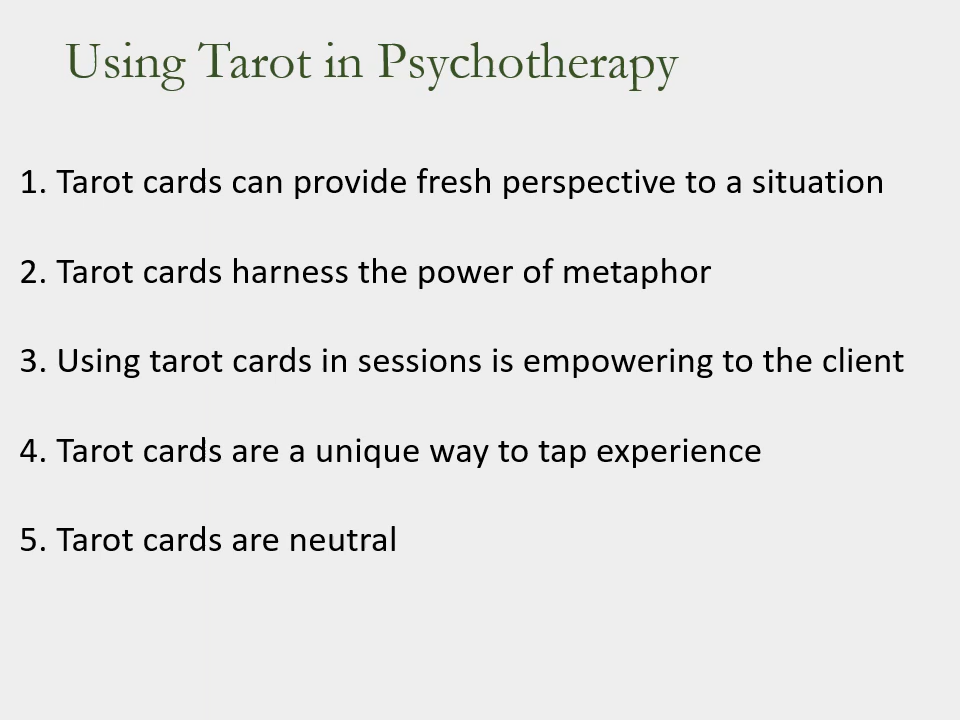 Using Tarot in Psychotherapy
1. Tarot cards can provide fresh perspective to a situation
2. Tarot cards harness the power of metaphor
3. Using tarot cards in sessions is empowering to the client
4. Tarot cards are a unique way to tap experience
5. Tarot cards are neutral